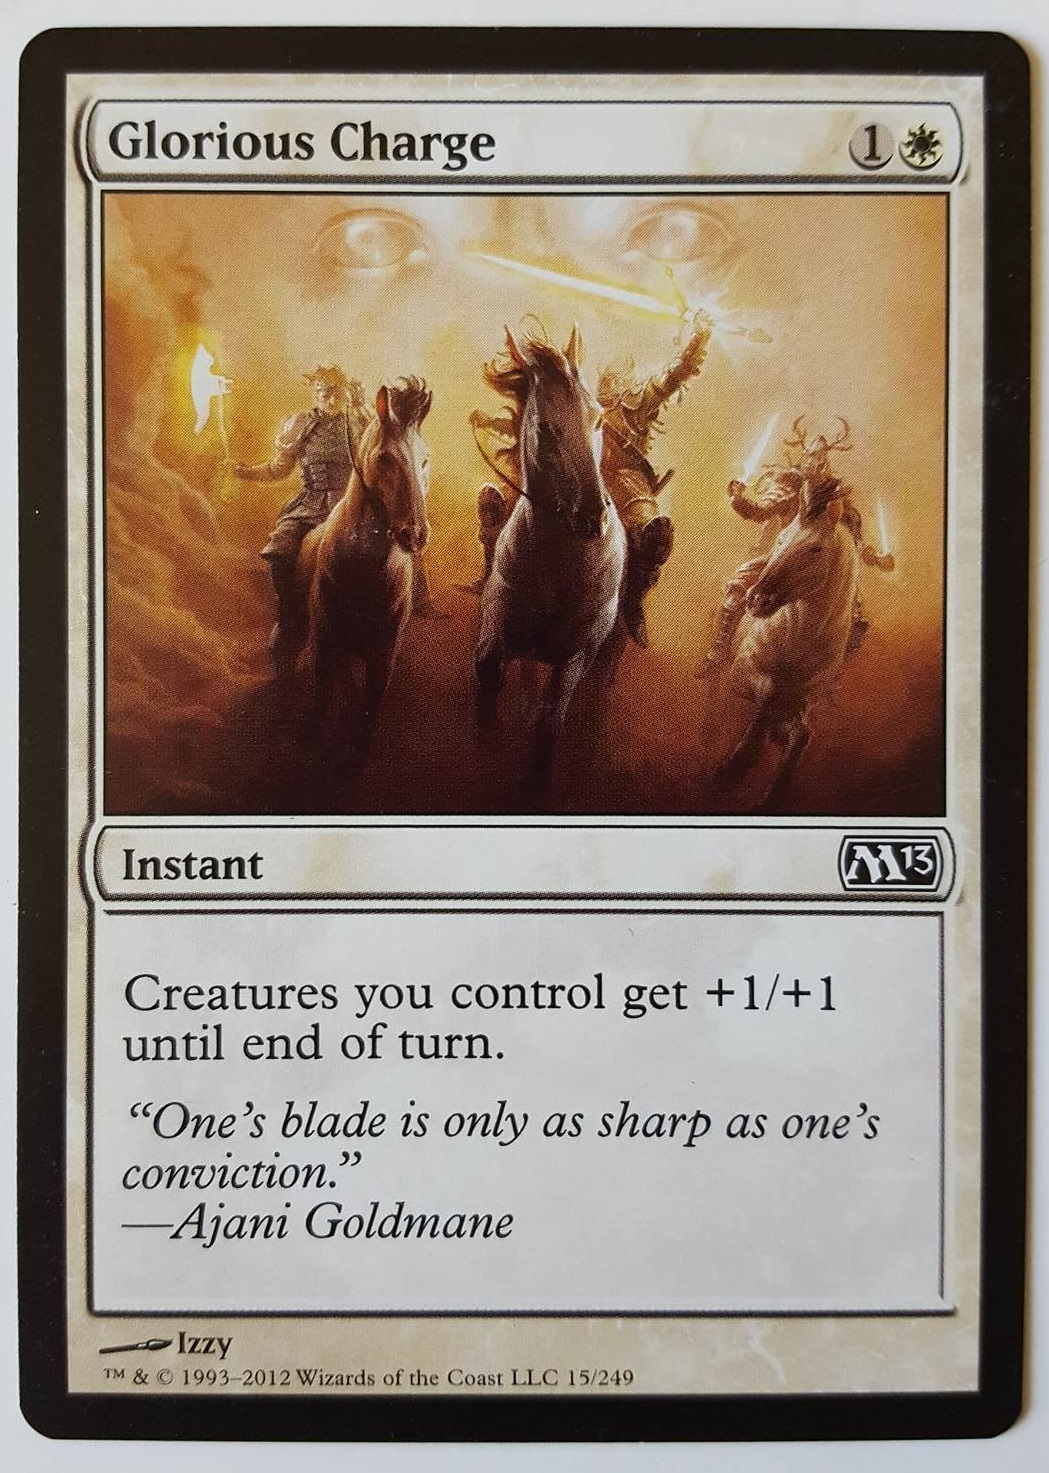 Glorious Charge 1
Instant M13
Creatures you control get +1/+1
until end of turn.
“One’s blade is only as sharp as one’s
conviction.”
—Ajani Goldmane
Izzy
™ & © 1993–2012 Wizards of the Coast LLC 15/249